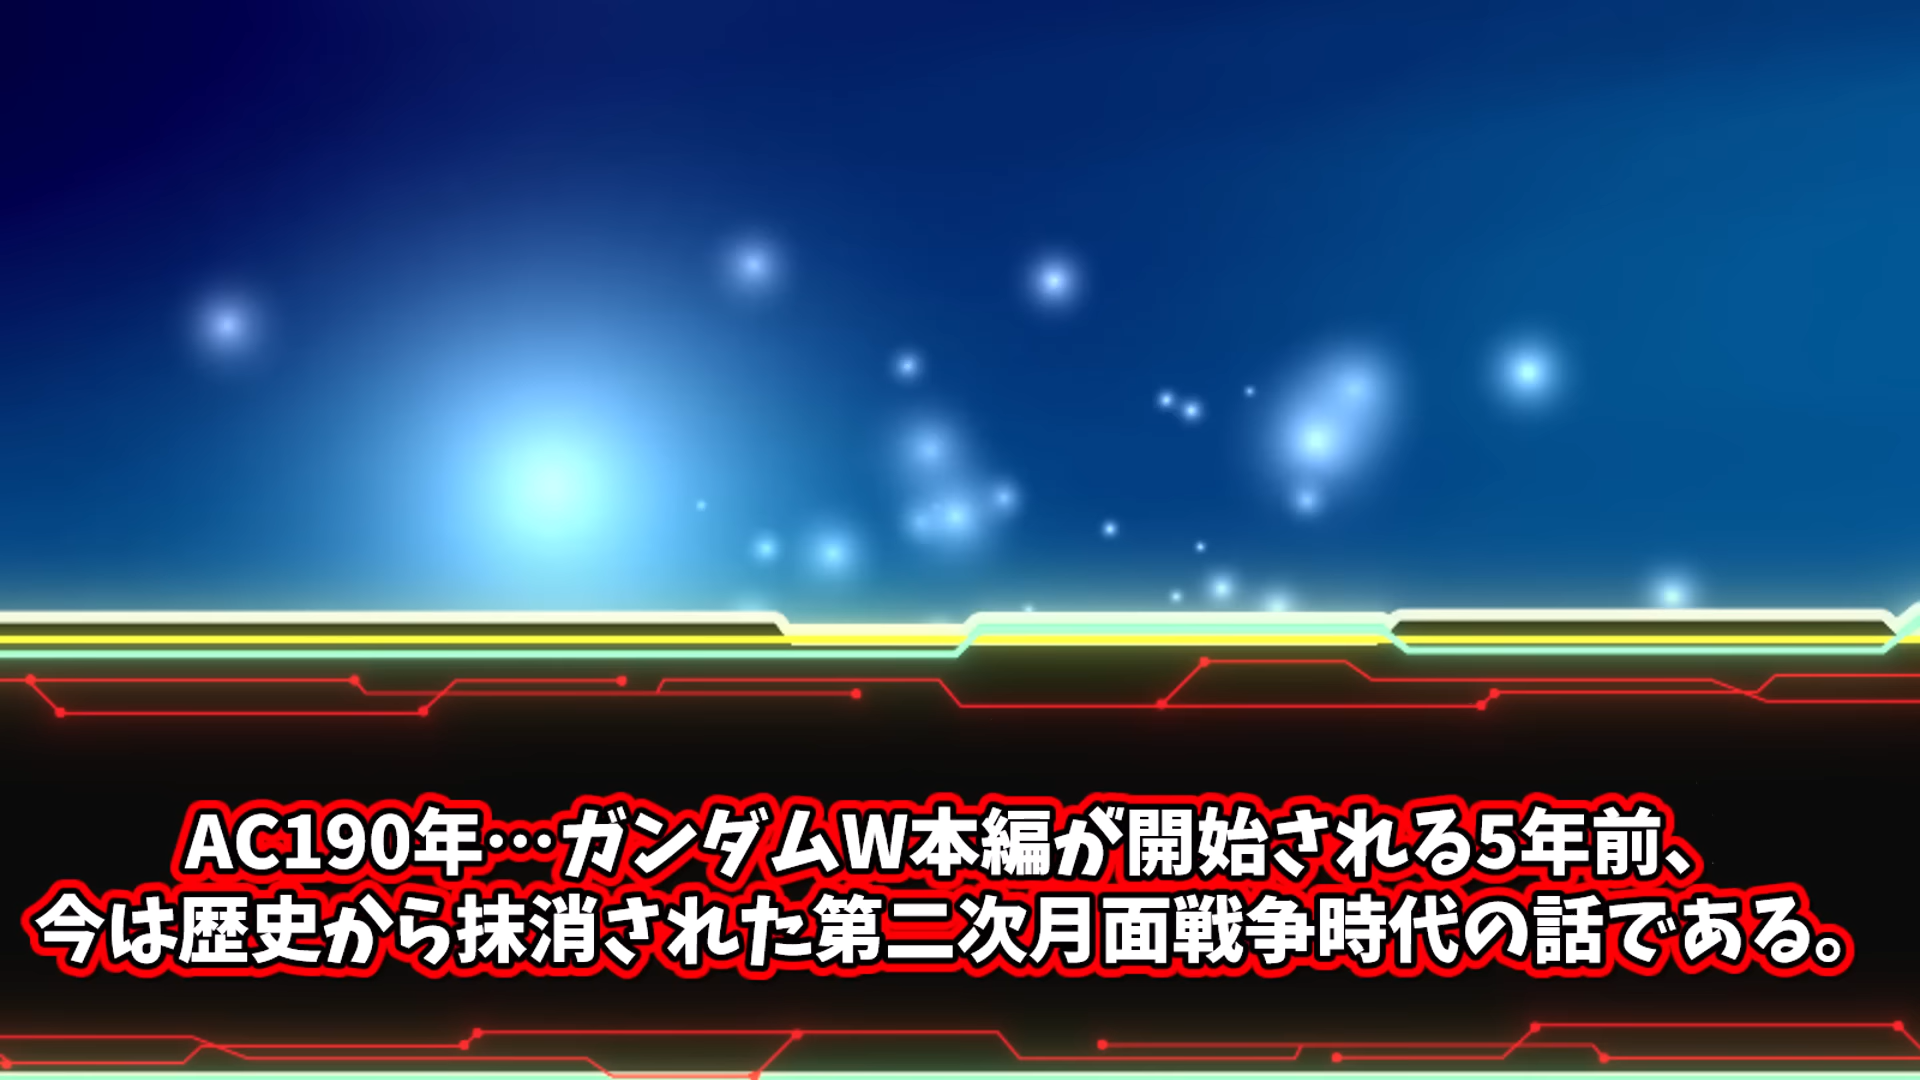 AC190年…ガンダムW本編が開始される5年前、
今は歴史から抹消された第二次月面戦争時代の話である。